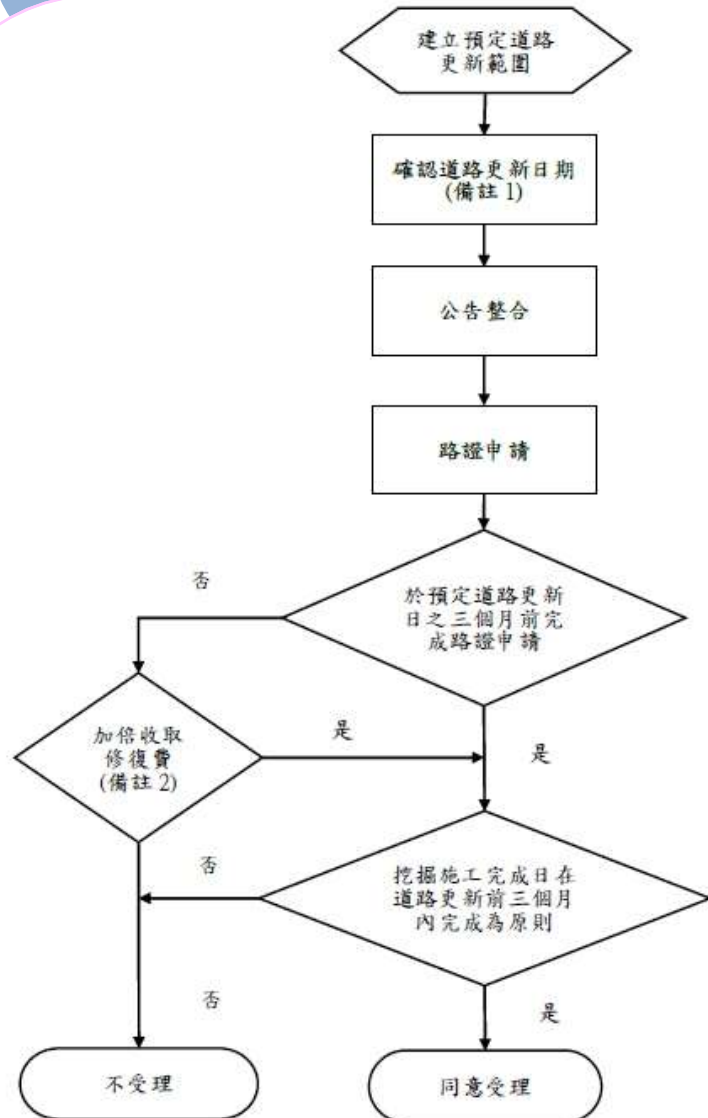 建立預定道路
更新範圍
確認道路更新日期
(備註 1)
公告整合
路證申請
否
於預定道路更新
日之三個月前完
成路證申請
加倍收取
修復費
(備註 2)
是
是
否
挖掘施工完成日在
道路更新前三個月
內完成為原則
否
是
不受理
同意受理